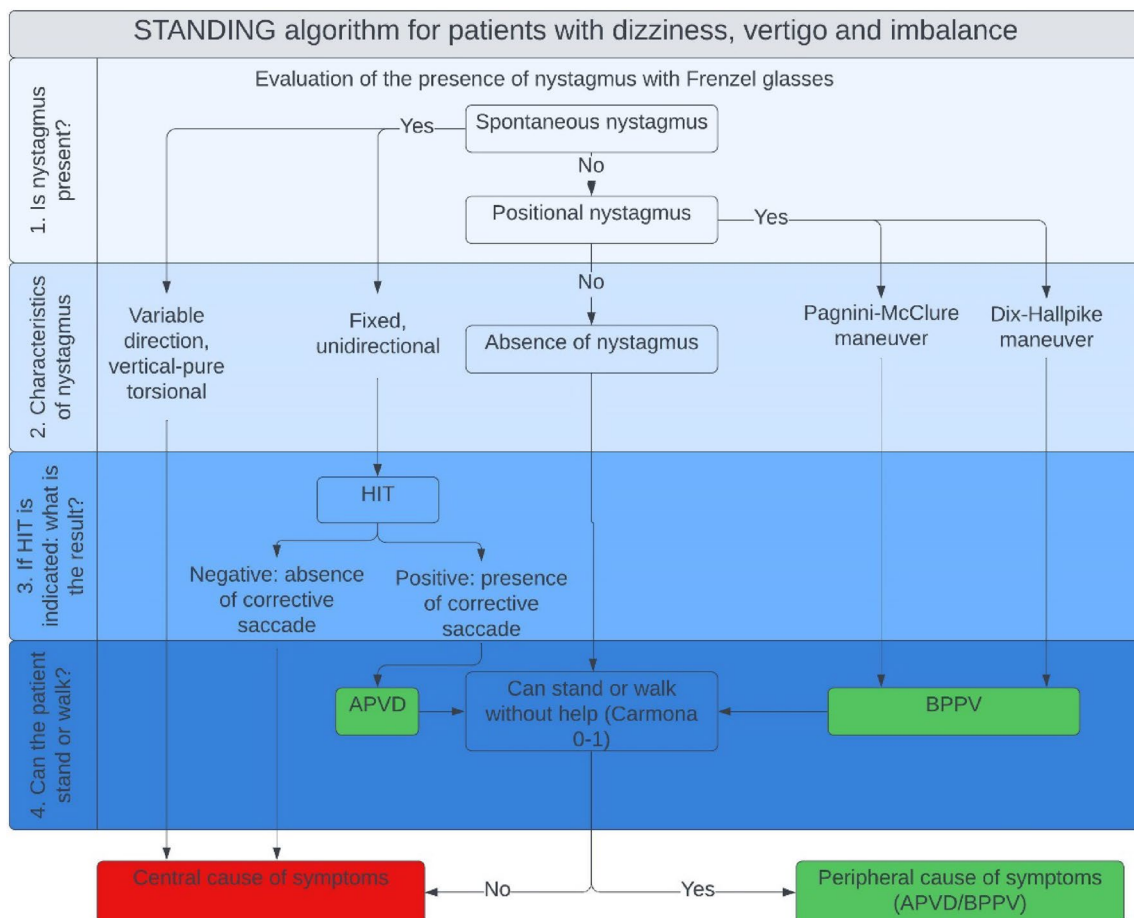 STANDING algorithm for patients with dizziness, vertigo and imbalance
1. Is nystagmus
present?
Evaluation of the presence of nystagmus with Frenzel glasses
Spontaneous nystagmus
Yes
No
Positional nystagmus
Yes
2. Characteristics
of nystagmus
No
Variable
direction,
vertical-pure
torsional
Fixed,
unidirectional
Absence of nystagmus
Pagnini-McClure
maneuver
Dix-Hallpike
maneuver
3. If HIT is
indicated: what is
the result?
HIT
Negative: absence
of corrective
saccade
Positive: presence
of corrective
saccade
4. Can the patient
stand or walk?
APVD
Can stand or walk
without help (Carmona
0-1)
BPPV
Central cause of symptoms
No
Yes
Peripheral cause of symptoms
(APVD/BPPV)